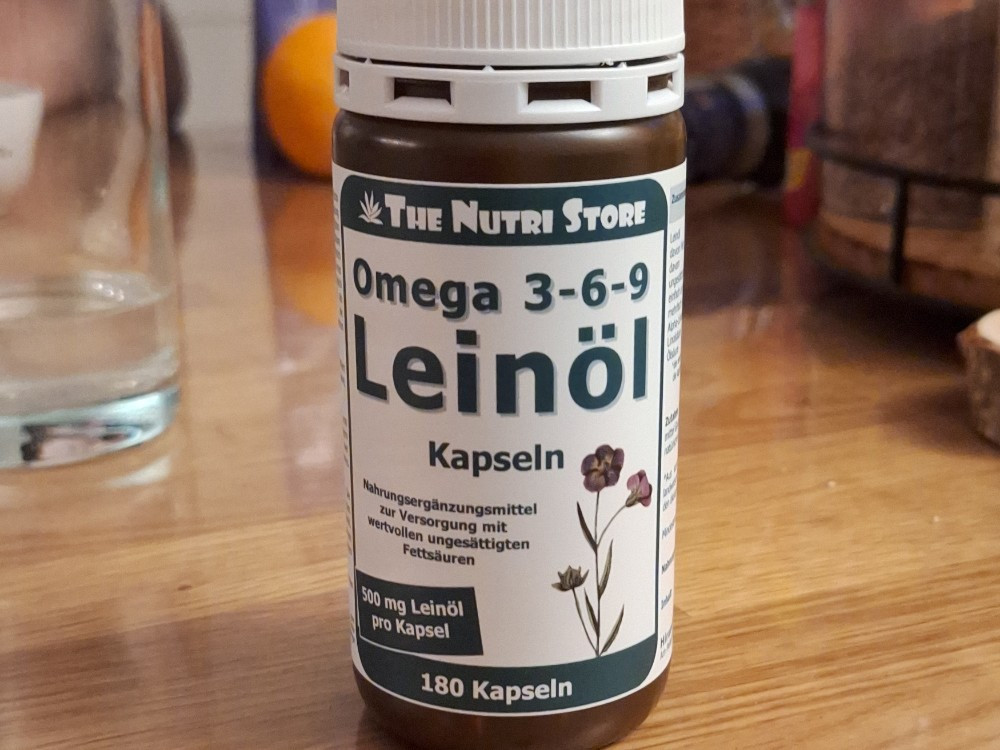 The Nutri Store
Omega 3-6-9
Leinöl
Kapseln
Nahrungsergänzungsmittel
zur Versorgung mit
wertvollen ungesättigten
Fettsäuren
500 mg Leinöl
pro Kapsel
180 Kapseln